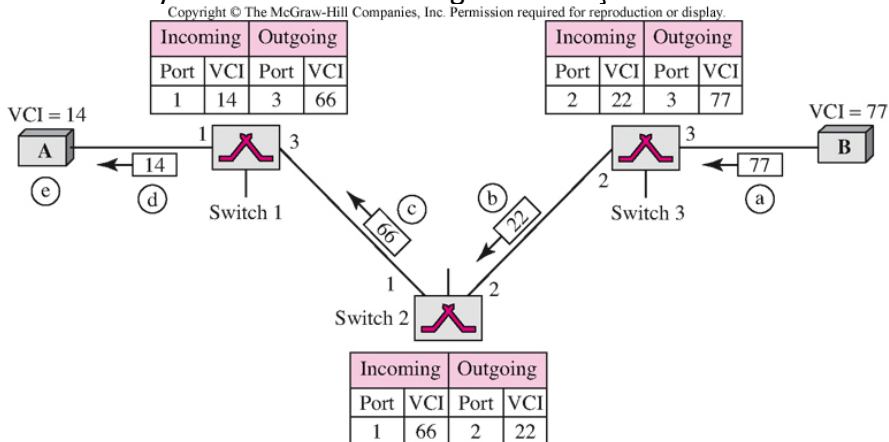 Copyright © The McGraw-Hill Companies, Inc. Permission required for reproduction or display.
Incoming Outgoing
Port VCI Port VCI
1 14 3 66
Incoming Outgoing
Port VCI Port VCI
2 22 3 77
VCI = 14
VCI = 77
A
1
3
14
e
d
Switch 1
c
66
b
22
2
3
B
77
a
Switch 3
1
2
Switch 2
Incoming Outgoing
Port VCI Port VCI
1 66 2 22